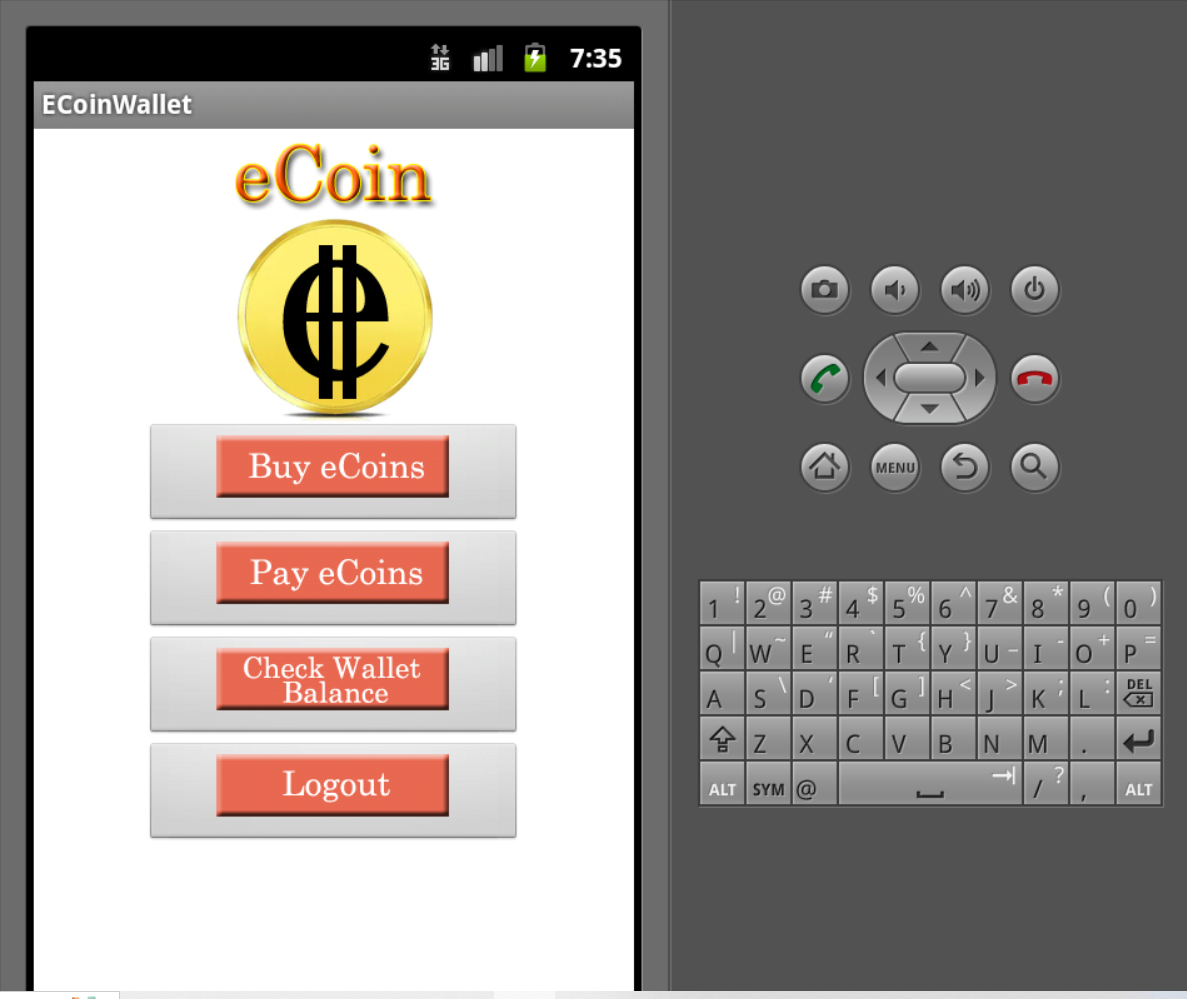 3G 7:35
ECoinWallet
eCoin
Buy eCoins
Pay eCoins
Check Wallet
Balance
Logout
MENU
1 ! 2 @ 3 # 4 $ 5 % 6 ^ 7 & 8 * 9 ( 0 )
Q | W ~ E " R ` T { Y } U _ I - O + P =
A S \ D ' F [ G ] H < J > K ; L : DEL
Z X C V B N M .
ALT SYM @ / ? , ALT